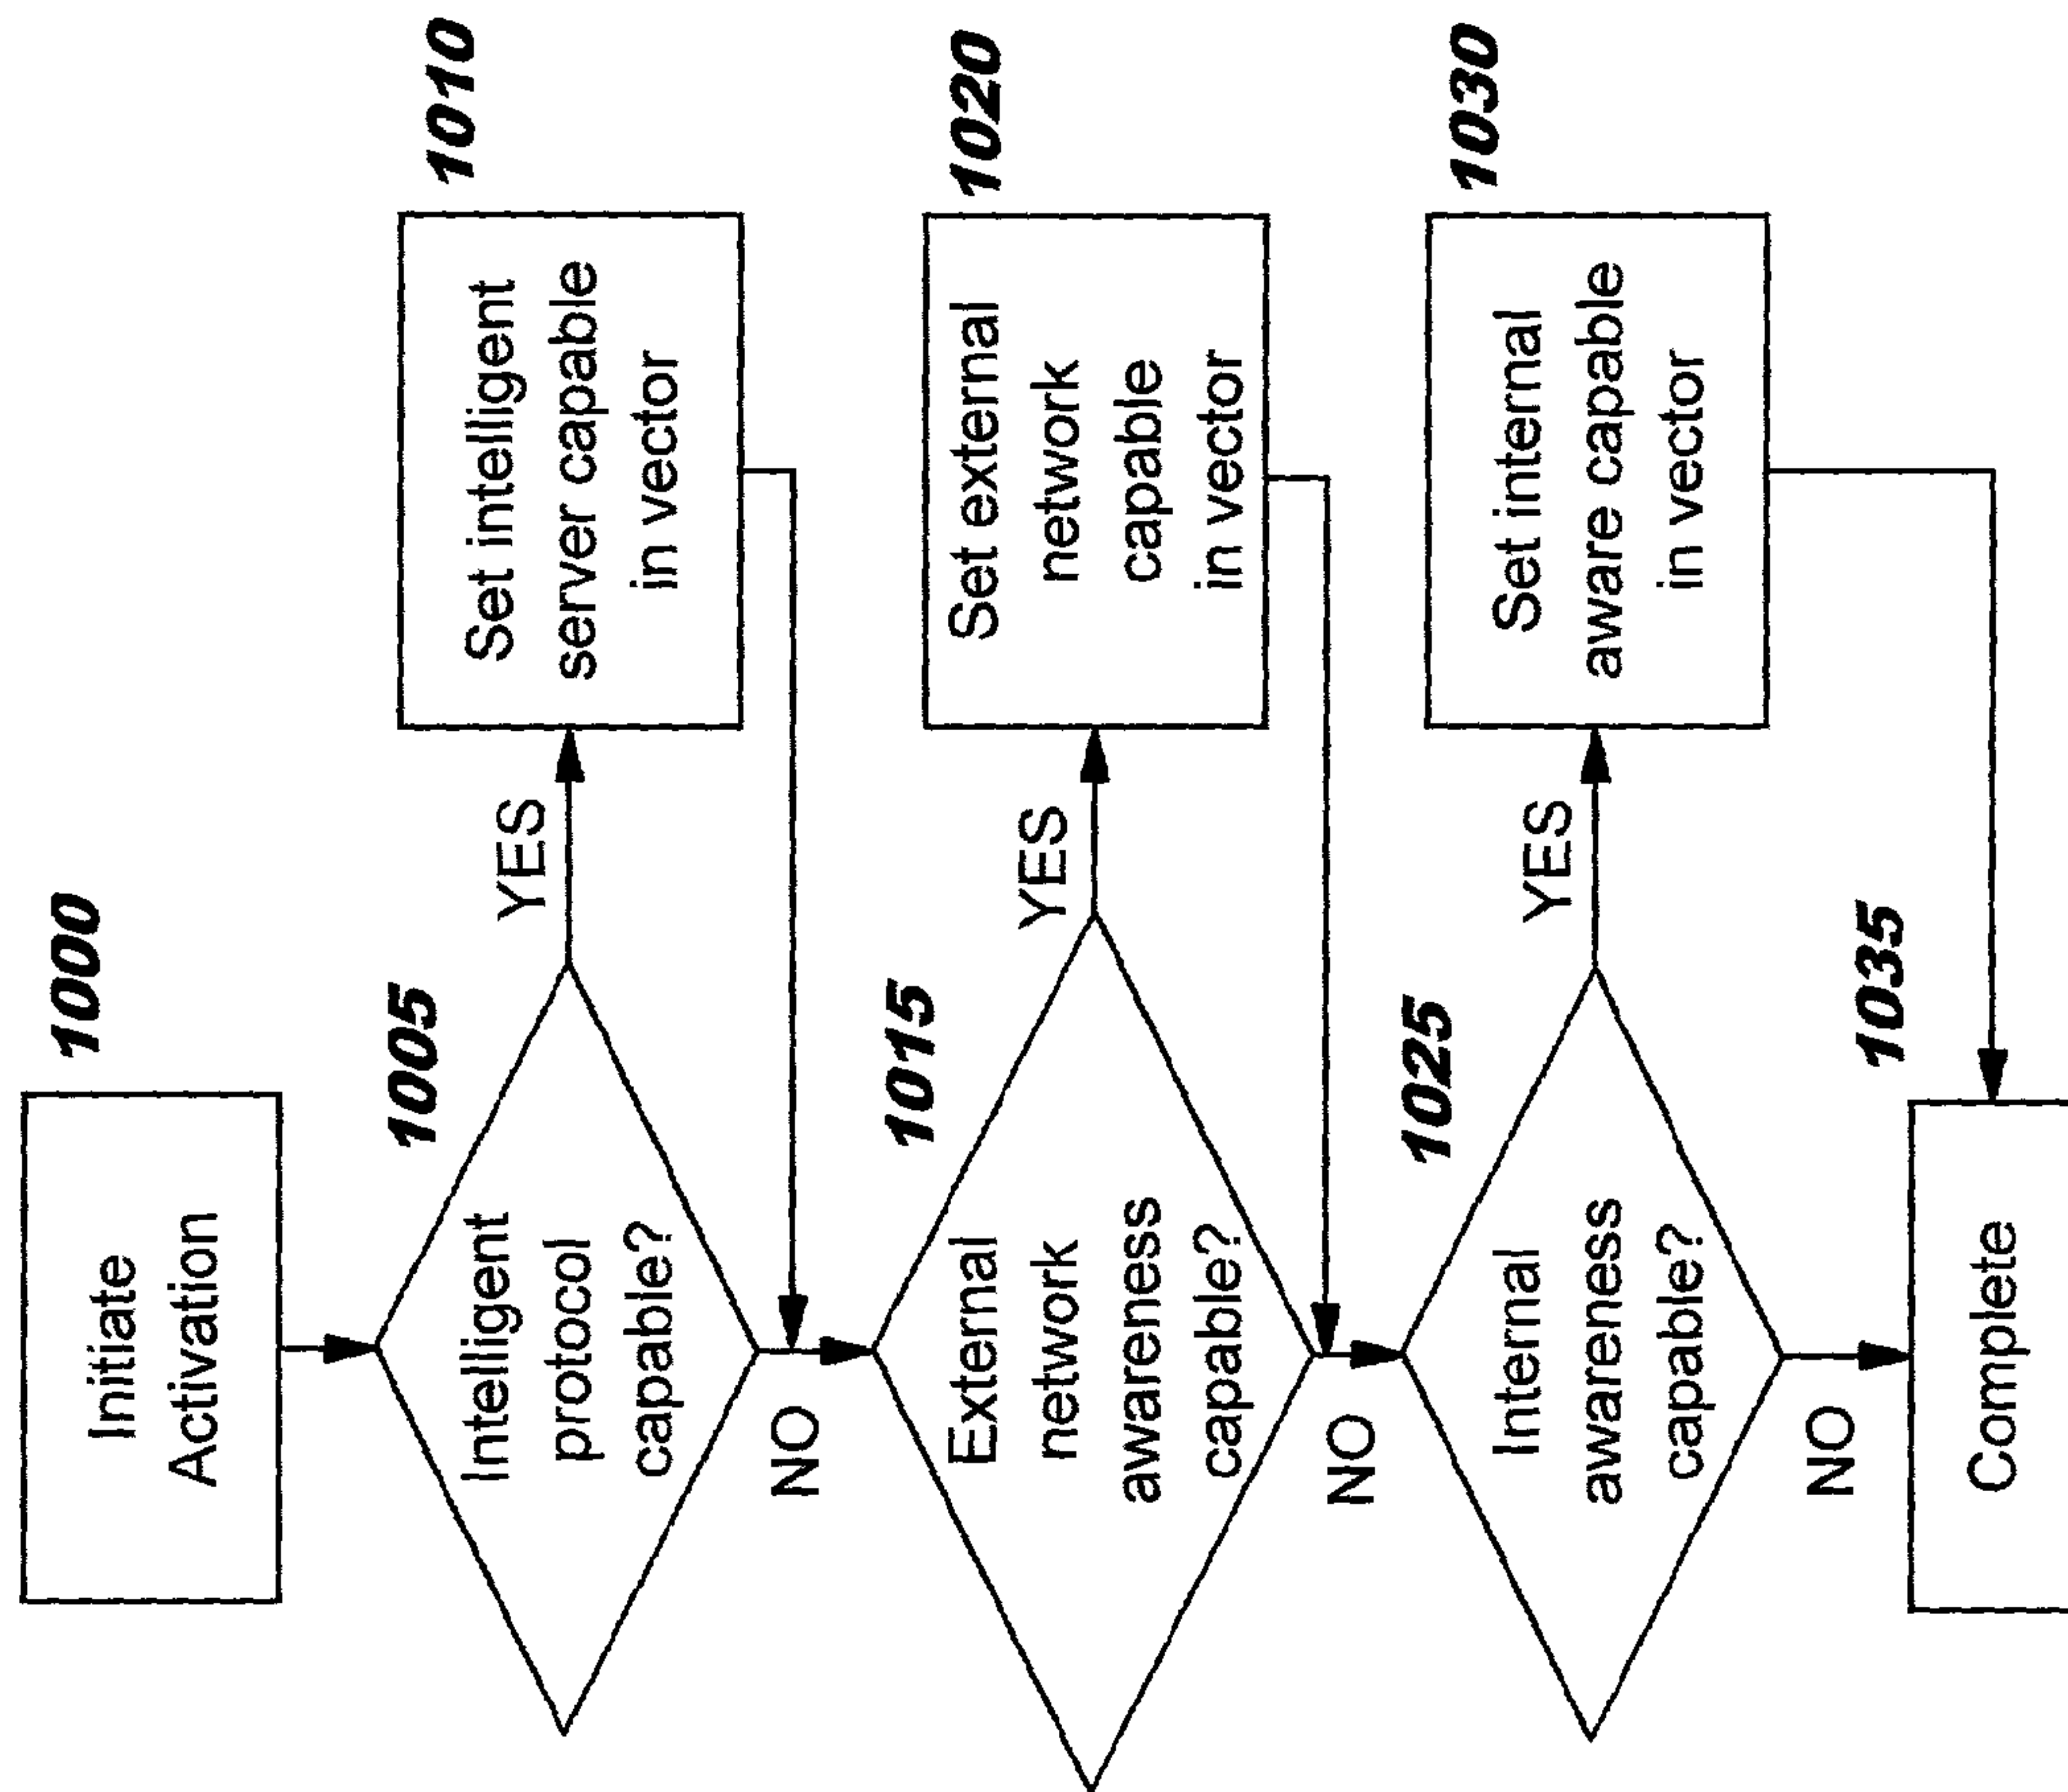 1000
Initiate
Activation
1005
Intelligent
protocol
capable?
YES
1010
Set intelligent
server capable
in vector
NO
1015
External
network
awareness
capable?
YES
1020
Set external
network
capable
in vector
NO
1025
Internal
awareness
capable?
YES
1030
Set internal
aware capable
in vector
NO
1035
Complete